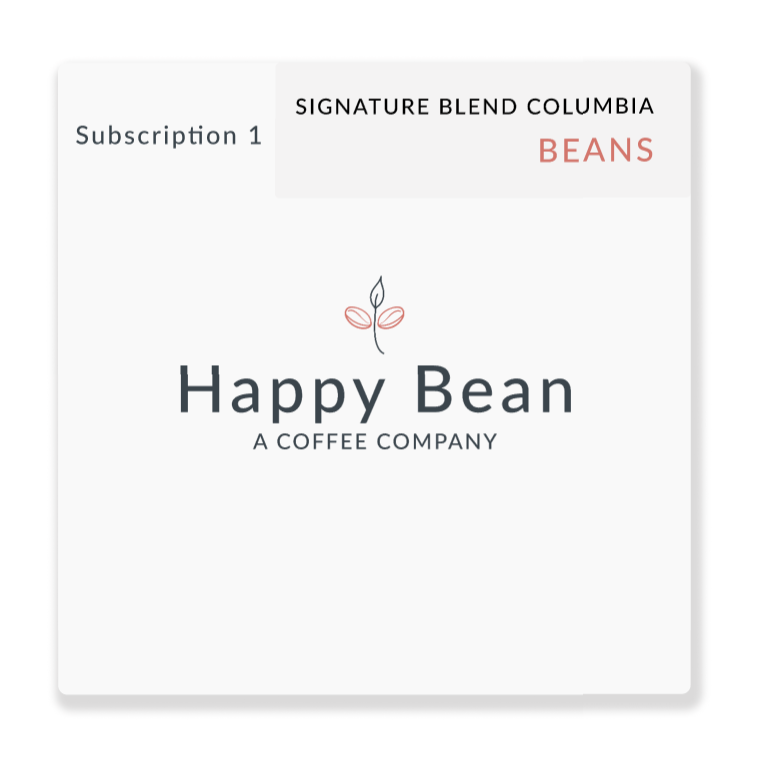 Subscription 1
SIGNATURE BLEND COLUMBIA
BEANS
Happy Bean
A COFFEE COMPANY